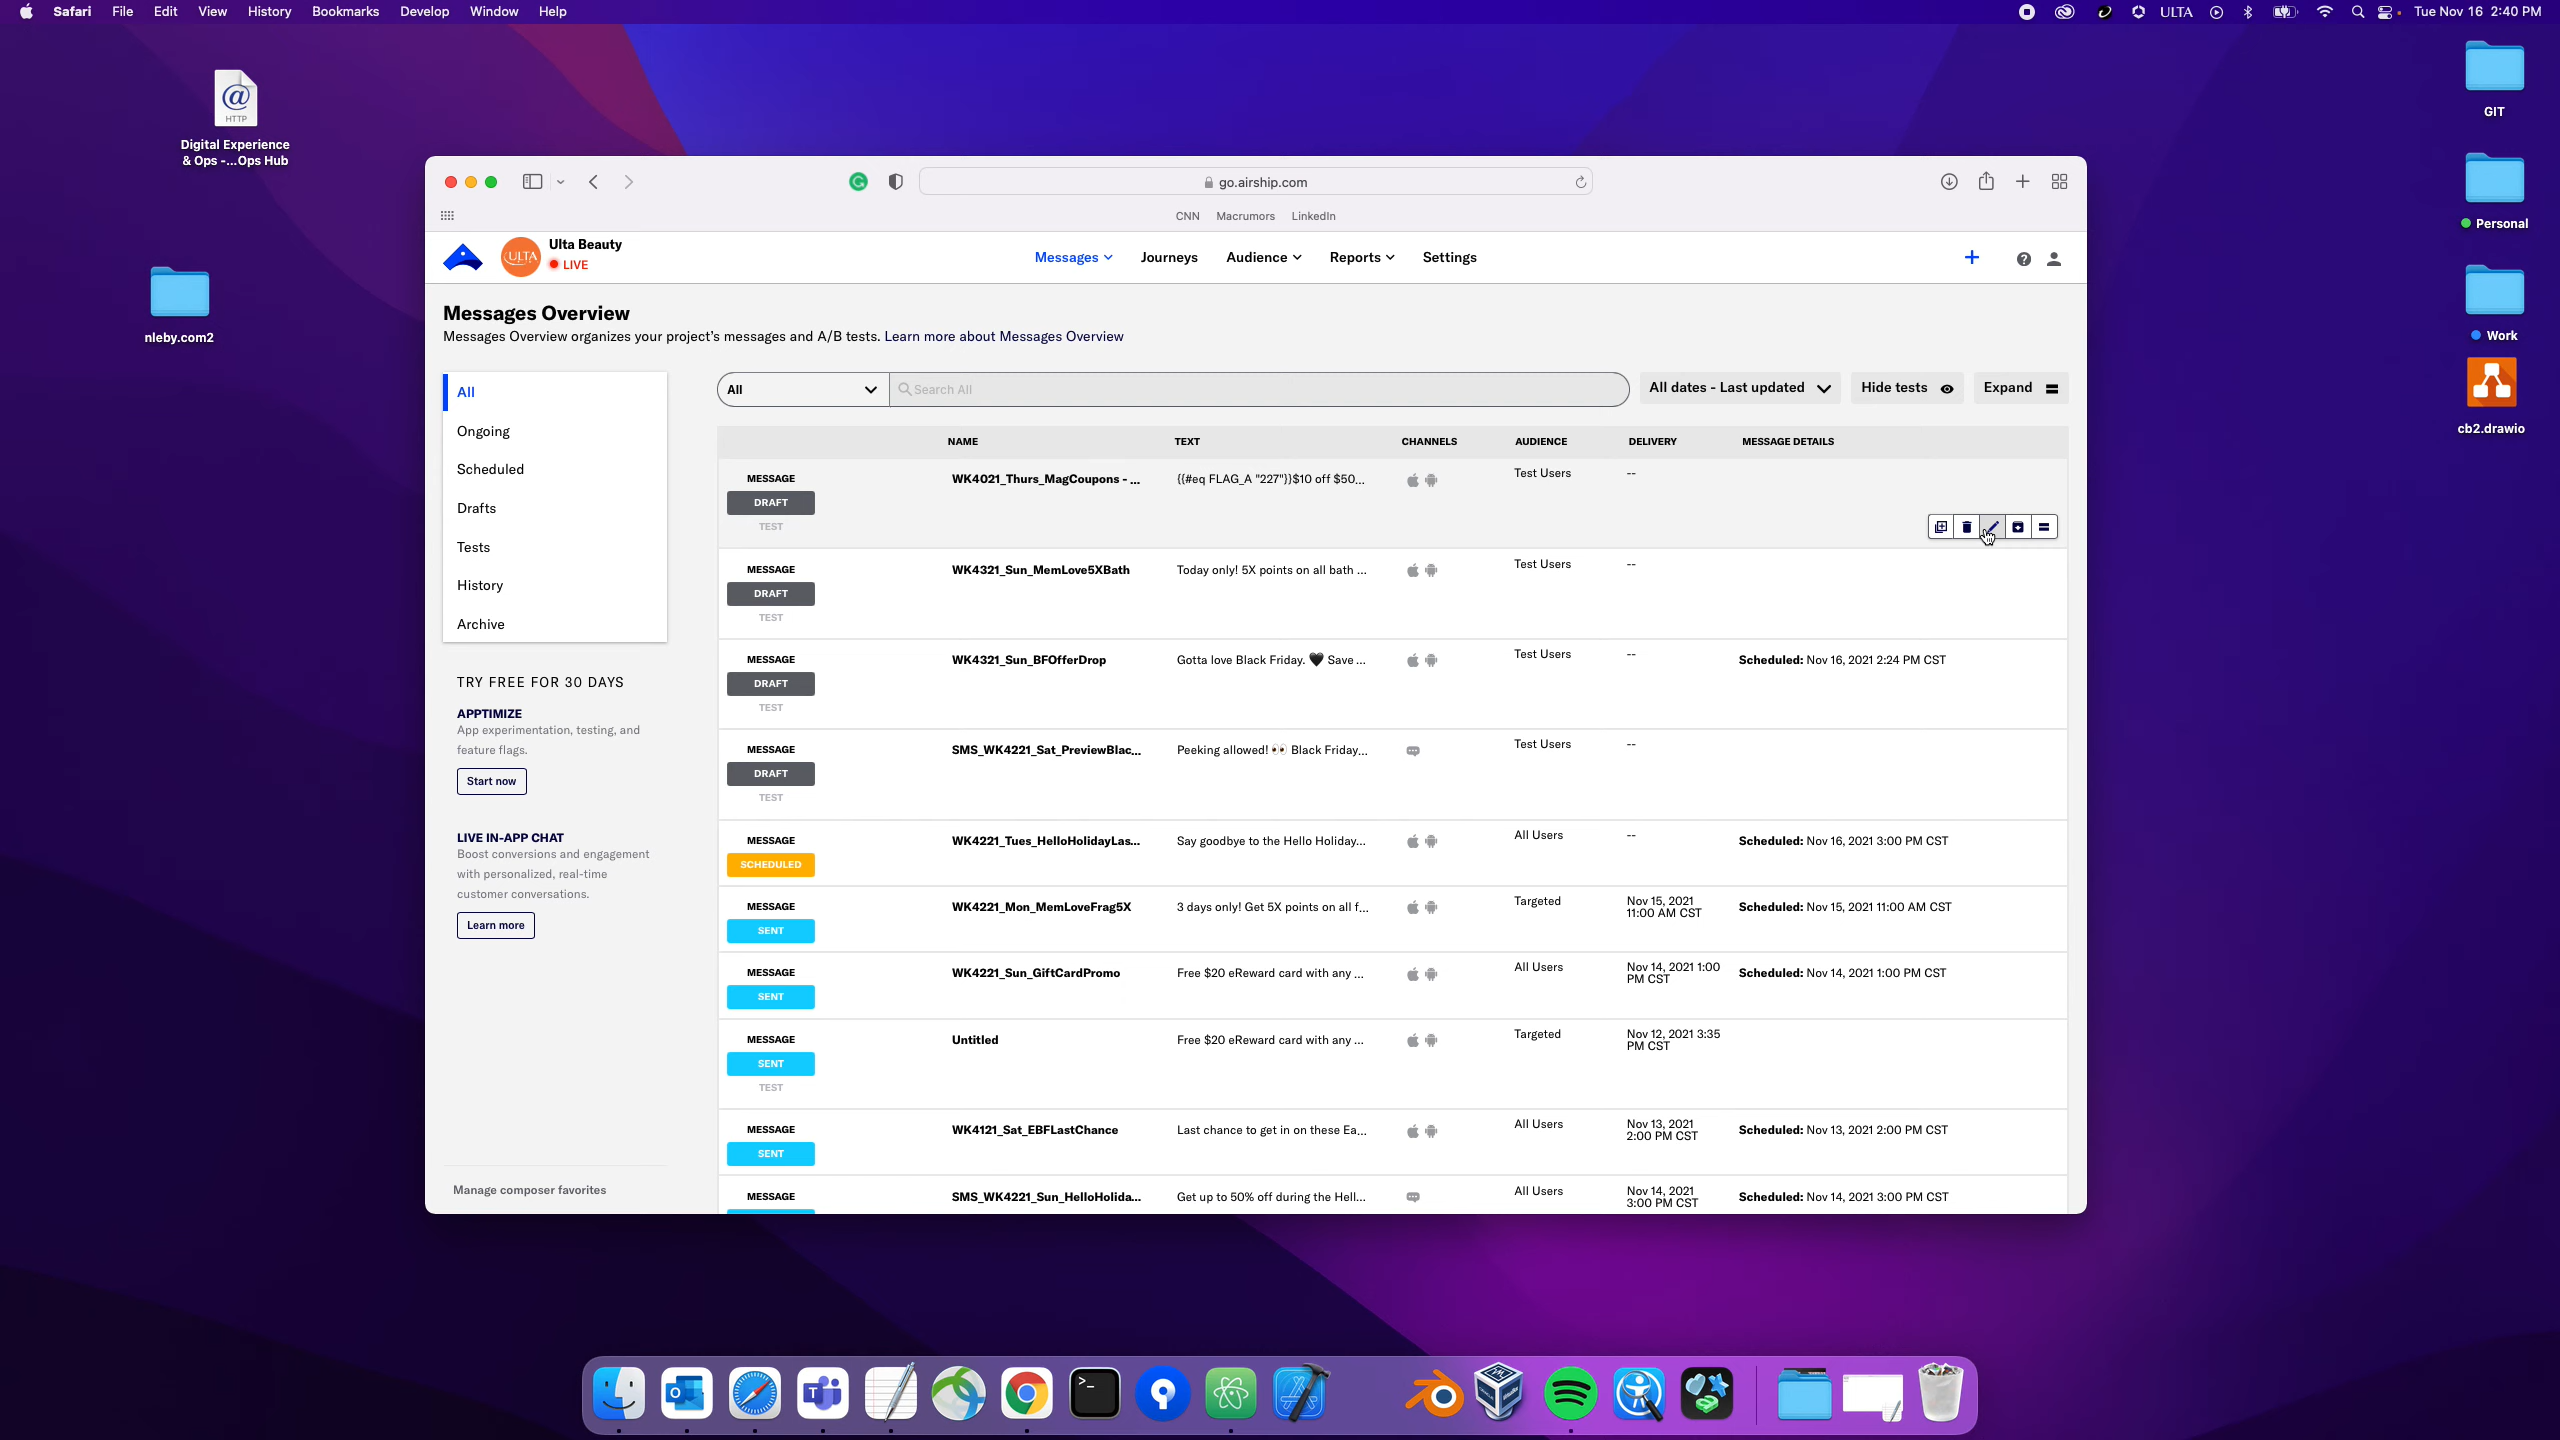 Safari File Edit View History Bookmarks Develop Window Help
ULTA Tue Nov 16 2:40 PM
@
HTTP
Digital Experience
& Ops -...Ops Hub
nleby.com2
GIT
Personal
Work
cb2.drawio
go.airship.com
CNN Macrumors LinkedIn
ULTA
Ulta Beauty
LIVE
Messages Journeys Audience Reports Settings
Messages Overview
Messages Overview organizes your project's messages and A/B tests. Learn more about Messages Overview
All
Ongoing
Scheduled
Drafts
Tests
History
Archive
TRY FREE FOR 30 DAYS
APPTIMIZE
App experimentation, testing, and
feature flags.
Start now
LIVE IN-APP CHAT
Boost conversions and engagement
with personalized, real-time
customer conversations.
Learn more
Manage composer favorites
All Search All All dates - Last updated Hide tests Expand
NAME TEXT CHANNELS AUDIENCE DELIVERY MESSAGE DETAILS
MESSAGE WK4021_Thurs_MagCoupons - ... {{#eq FLAG_A "227"}}$10 off $50... Test Users --
DRAFT
TEST
MESSAGE WK4321_Sun_MemLove5XBath Today only! 5X points on all bath ... Test Users --
DRAFT
TEST
MESSAGE WK4321_Sun_BFOfferDrop Gotta love Black Friday. 🖤 Save ... Test Users -- Scheduled: Nov 16, 2021 2:24 PM CST
DRAFT
TEST
MESSAGE SMS_WK4221_Sat_PreviewBlac... Peeking allowed! 👀 Black Friday... Test Users --
DRAFT
TEST
MESSAGE WK4221_Tues_HelloHolidayLas... Say goodbye to the Hello Holiday... All Users -- Scheduled: Nov 16, 2021 3:00 PM CST
SCHEDULED
MESSAGE WK4221_Mon_MemLoveFrag5X 3 days only! Get 5X points on all f... Targeted Nov 15, 2021 Scheduled: Nov 15, 2021 11:00 AM CST
11:00 AM CST
SENT
MESSAGE WK4221_Sun_GiftCardPromo Free $20 eReward card with any ... All Users Nov 14, 2021 1:00 Scheduled: Nov 14, 2021 1:00 PM CST
PM CST
SENT
MESSAGE Untitled Free $20 eReward card with any ... Targeted Nov 12, 2021 3:35
PM CST
SENT
TEST
MESSAGE WK4121_Sat_EBFLastChance Last chance to get in on these Ea... All Users Nov 13, 2021 Scheduled: Nov 13, 2021 2:00 PM CST
2:00 PM CST
SENT
MESSAGE SMS_WK4221_Sun_HelloHolida... Get up to 50% off during the Hell... All Users Nov 14, 2021 Scheduled: Nov 14, 2021 3:00 PM CST
3:00 PM CST